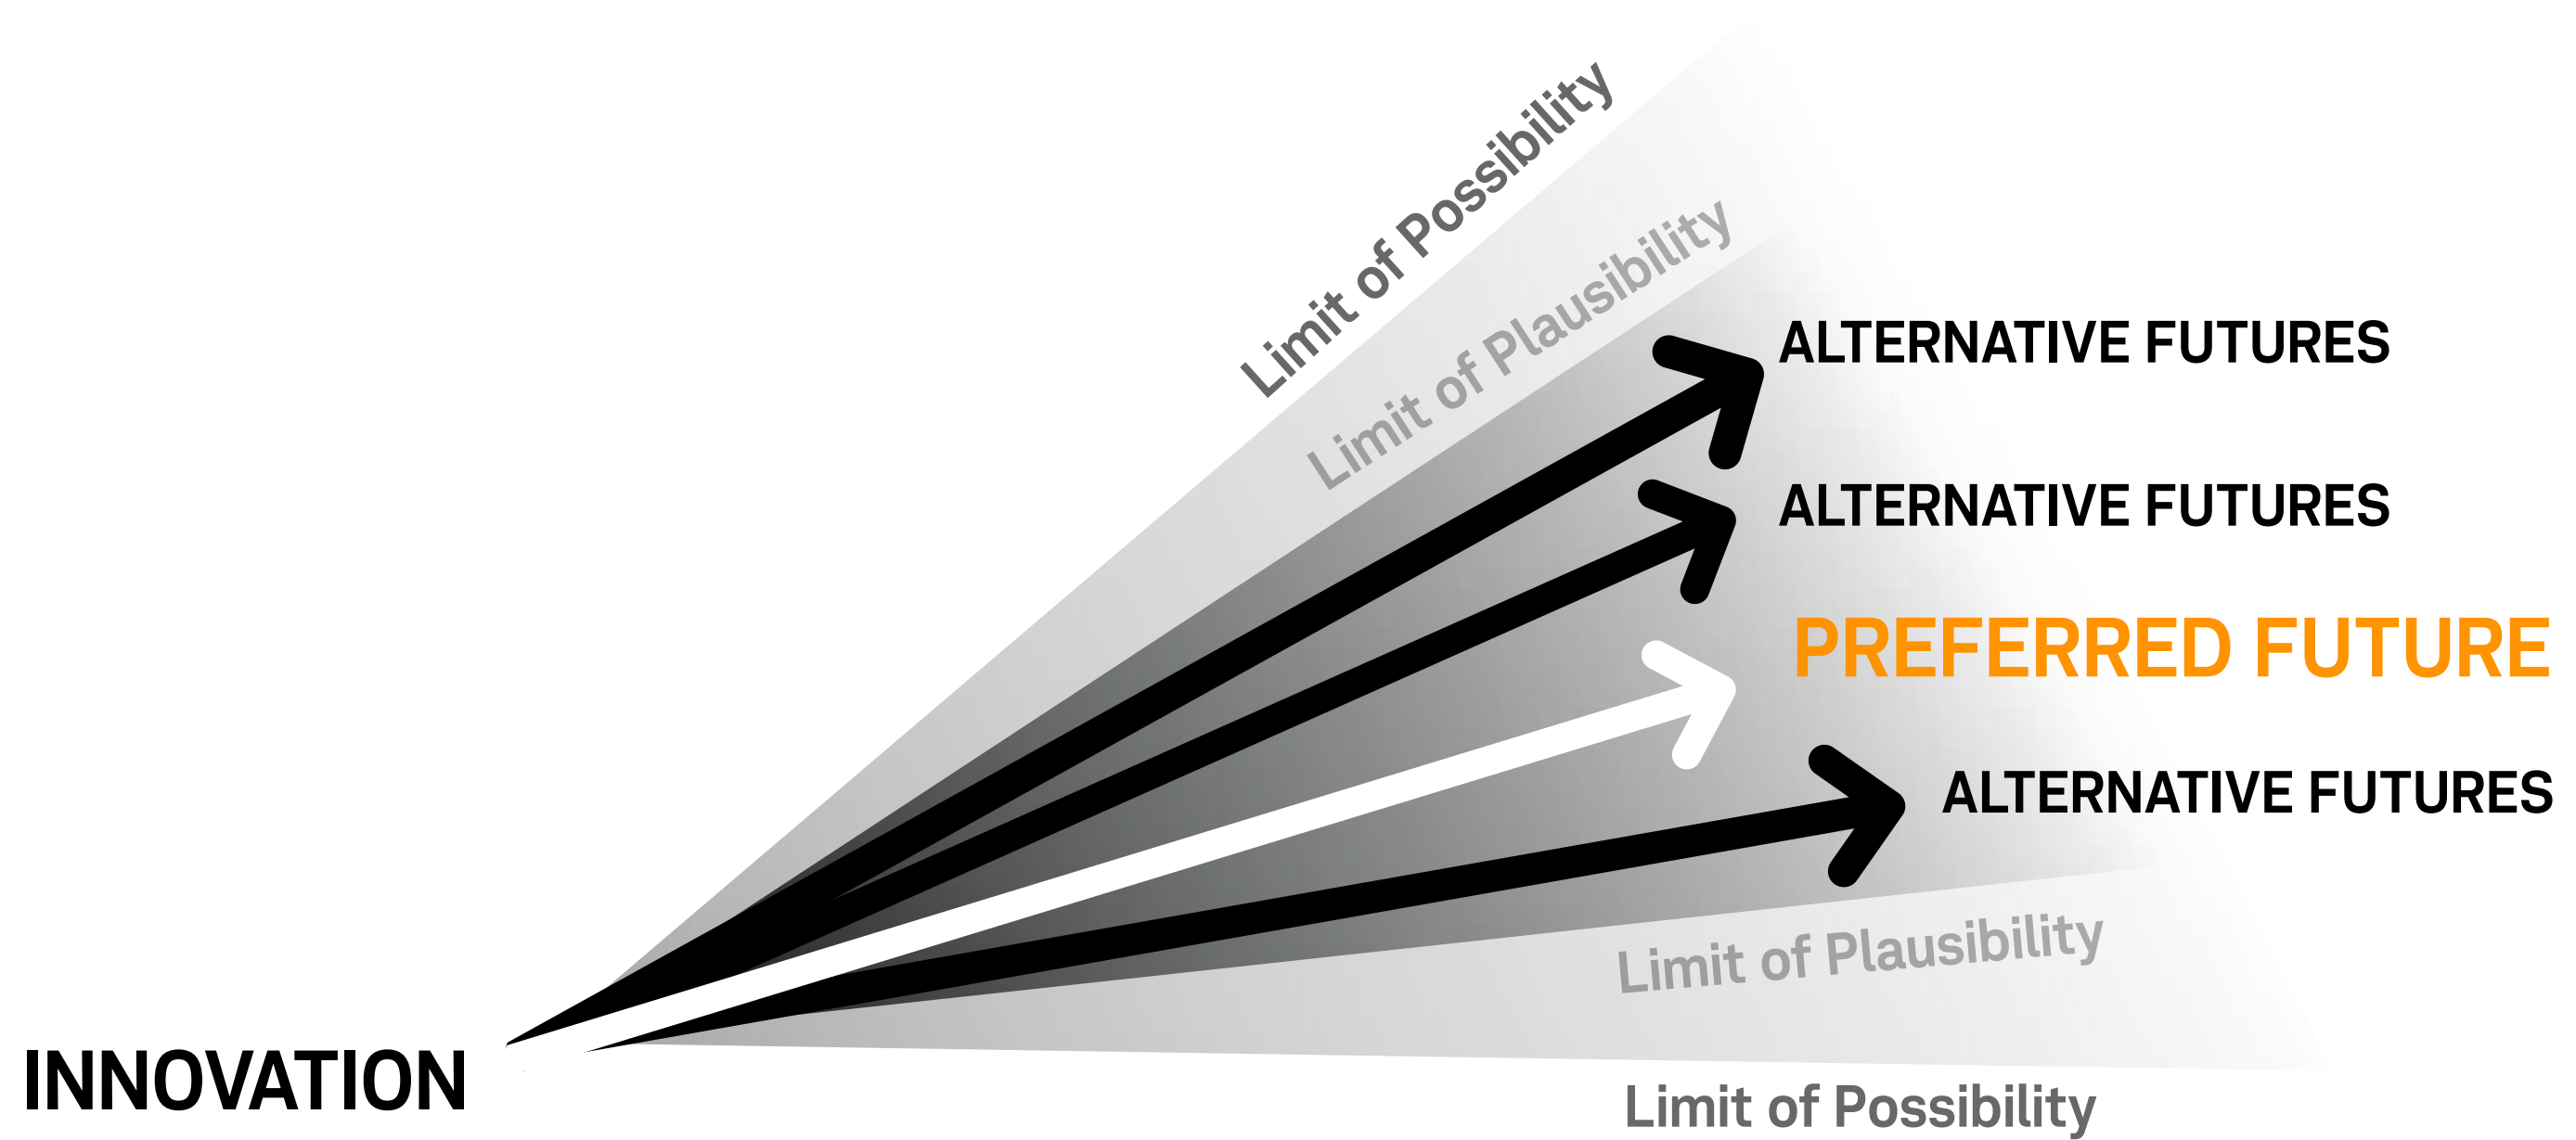 Limit of Possibility
Limit of Plausibility
ALTERNATIVE FUTURES
ALTERNATIVE FUTURES
PREFERRED FUTURE
ALTERNATIVE FUTURES
Limit of Plausibility
INNOVATION
Limit of Possibility